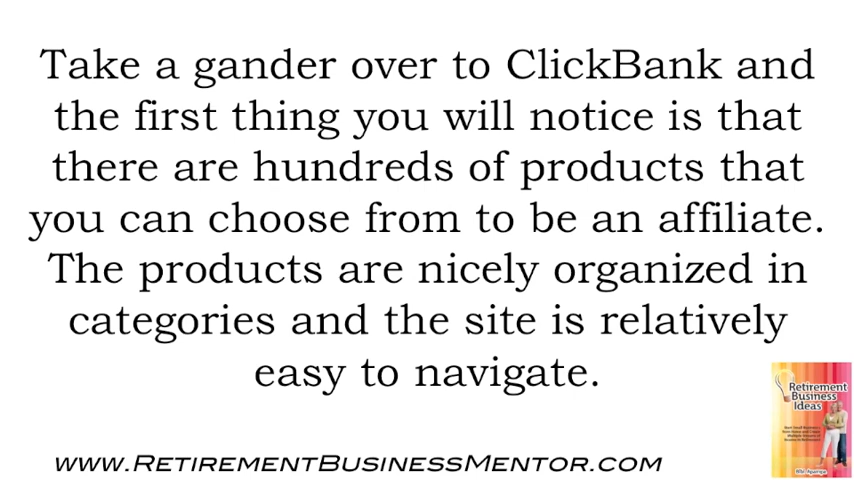 Take a gander over to ClickBank and
the first thing you will notice is that
there are hundreds of products that
you can choose from to be an affiliate.
The products are nicely organized in
categories and the site is relatively
easy to navigate.
Retirement
Business
Ideas
www.RetirementBusinessMentor.com